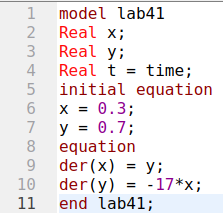 1 model lab41
2 Real x;
3 Real y;
4 Real t = time;
5 initial equation
6 x = 0.3;
7 y = 0.7;
8 equation
9 der(x) = y;
10 der(y) = -17*x;
11 end lab41;